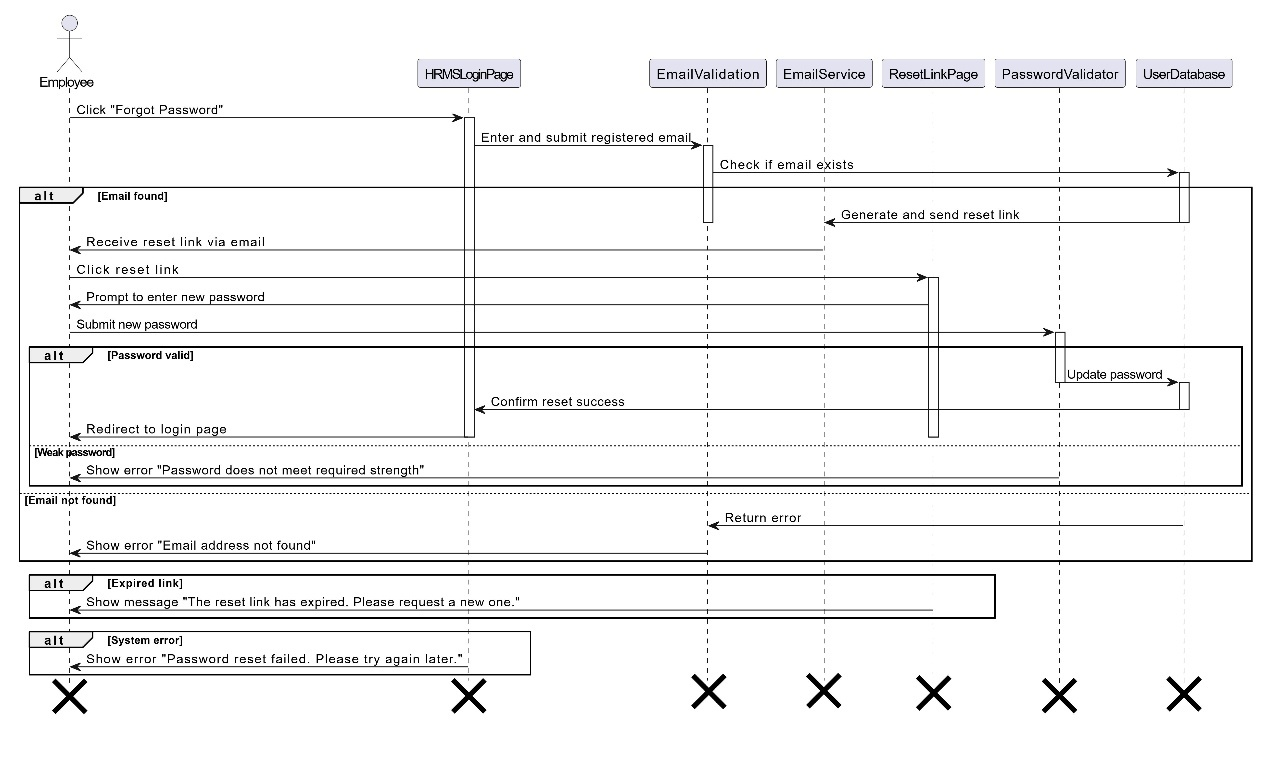 Employee
HRMSLoginPage
EmailValidation
EmailService
ResetLinkPage
PasswordValidator
UserDatabase
Click "Forgot Password"
Enter and submit registered email
Check if email exists
alt [Email found]
Generate and send reset link
Receive reset link via email
Click reset link
Prompt to enter new password
Submit new password
alt [Password valid]
Update password
Confirm reset success
Redirect to login page
[Weak password]
Show error "Password does not meet required strength"
[Email not found]
Return error
Show error "Email address not found"
alt [Expired link]
Show message "The reset link has expired. Please request a new one."
alt [System error]
Show error "Password reset failed. Please try again later."